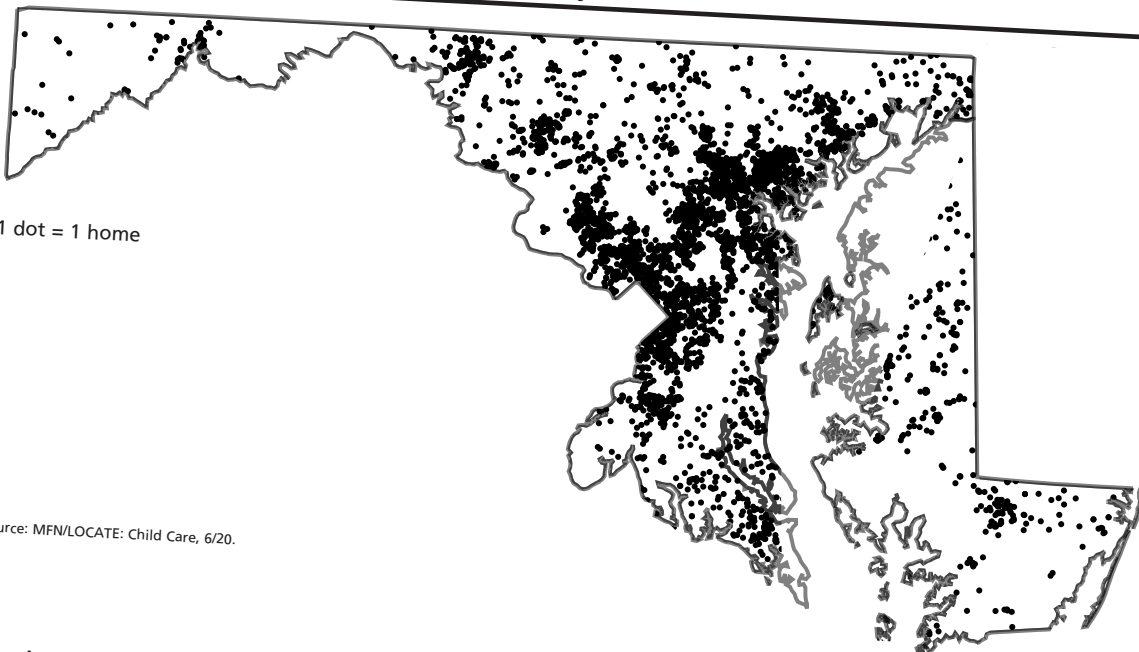 1 dot = 1 home
urce: MFN/LOCATE: Child Care, 6/20.